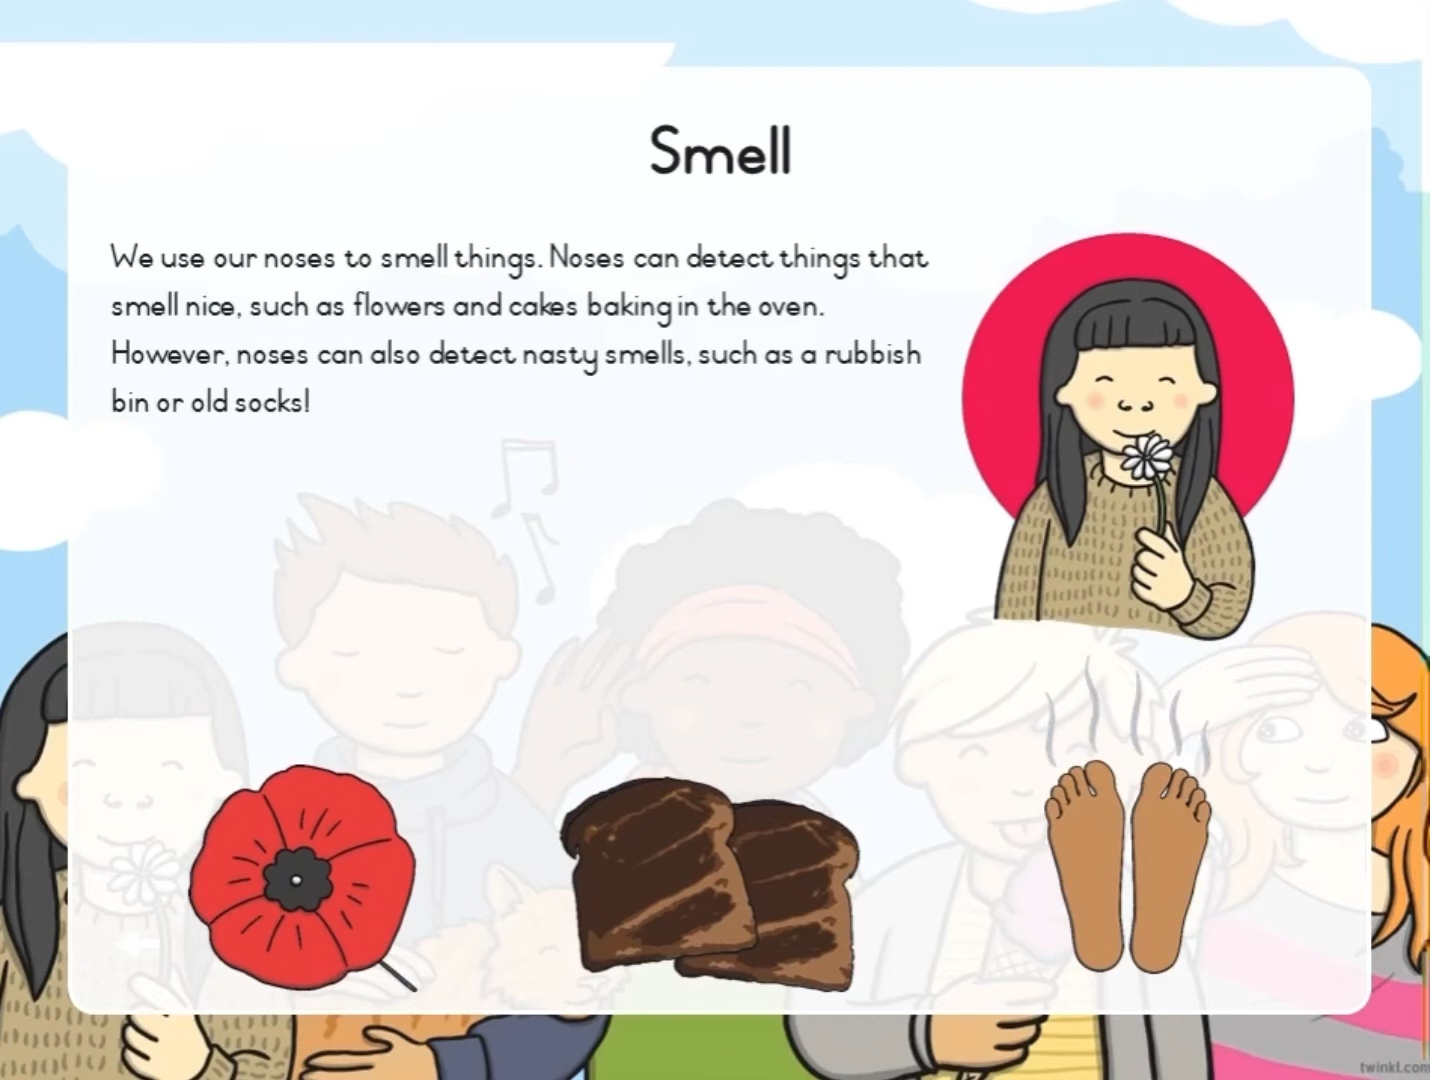 Smell
We use our noses to smell things. Noses can detect things that
smell nice, such as flowers and cakes baking in the oven.
However, noses can also detect nasty smells, such as a rubbish
bin or old socks!
twinkl.com